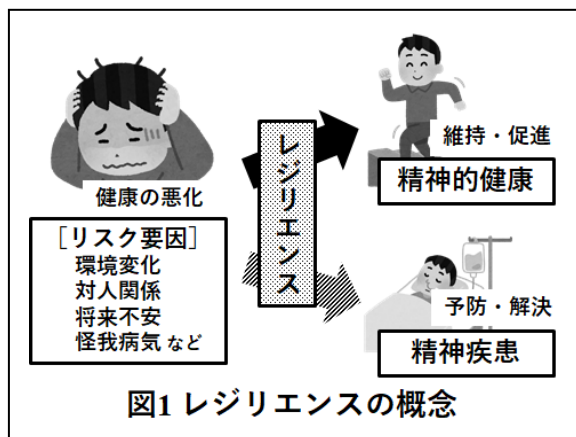 健康の悪化
［リスク要因］
環境変化
対人関係
将来不安
怪我病気 など
レジリエンス
維持・促進
精神的健康
予防・解決
精神疾患
図1 レジリエンスの概念